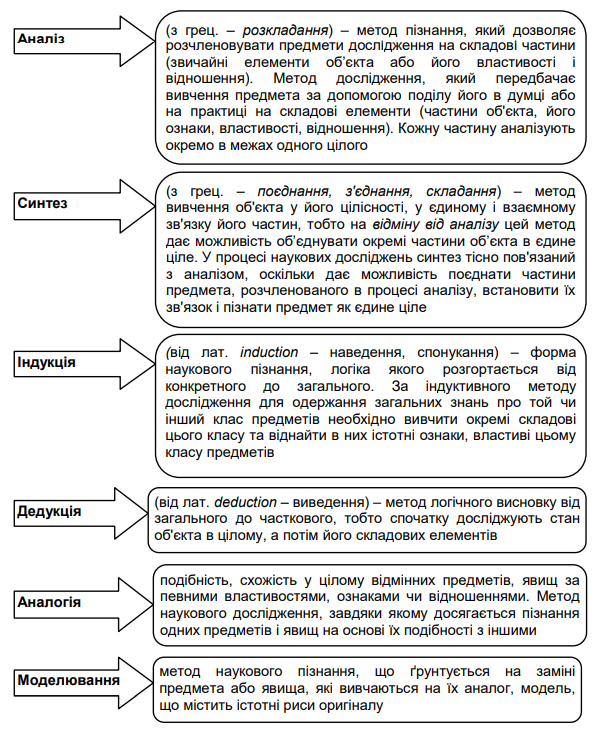 Аналіз
(з грец. – розкладання) – метод пізнання, який дозволяє
розчленовувати предмети дослідження на складові частини
(звичайні елементи об’єкта або його властивості і
відношення). Метод дослідження, який передбачає
вивчення предмета за допомогою поділу його в думці або
на практиці на складові елементи (частини об'єкта, його
ознаки, властивості, відношення). Кожну частину аналізують
окремо в межах одного цілого
Синтез
(з грец. – поєднання, з'єднання, складання) – метод
вивчення об'єкта у його цілісності, у єдиному і взаємному
зв'язку його частин, тобто на відміну від аналізу цей метод
дає можливість об’єднувати окремі частини об’єкта в єдине
ціле. У процесі наукових досліджень синтез тісно пов'язаний
з аналізом, оскільки дає можливість поєднати частини
предмета, розчленованого в процесі аналізу, встановити їх
зв'язок і пізнати предмет як єдине ціле
Індукція
(від лат. induction – наведення, спонукання) – форма
наукового пізнання, логіка якого розгортається від
конкретного до загального. За індуктивного методу
дослідження для одержання загальних знань про той чи
інший клас предметів необхідно вивчити окремі складові
цього класу та віднайти в них істотні ознаки, властиві цьому
класу предметів
Дедукція
(від лат. deduction – виведення) – метод логічного висновку від
загального до часткового, тобто спочатку досліджують стан
об'єкта в цілому, а потім його складових елементів
Аналогія
подібність, схожість у цілому відмінних предметів, явищ за
певними властивостями, ознаками чи відношеннями. Метод
наукового дослідження, завдяки якому досягається пізнання
одних предметів і явищ на основі їх подібності з іншими
Моделювання
метод наукового пізнання, що ґрунтується на заміні
предмета або явища, які вивчаються на їх аналог, модель,
що містить істотні риси оригіналу